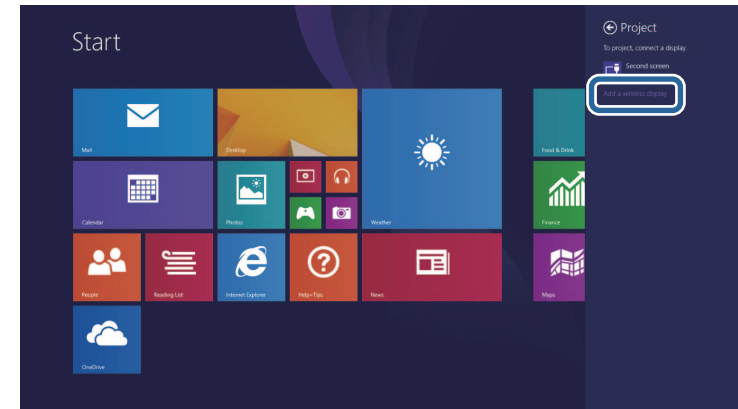 Start
Project
To project, connect a display.
Second screen
Add a wireless display
Mail
Desktop
Food & Drink
Calendar
Photos
Weather
Finance
People
Reading List
Internet Explorer
Help+Tips
News
Maps
OneDrive